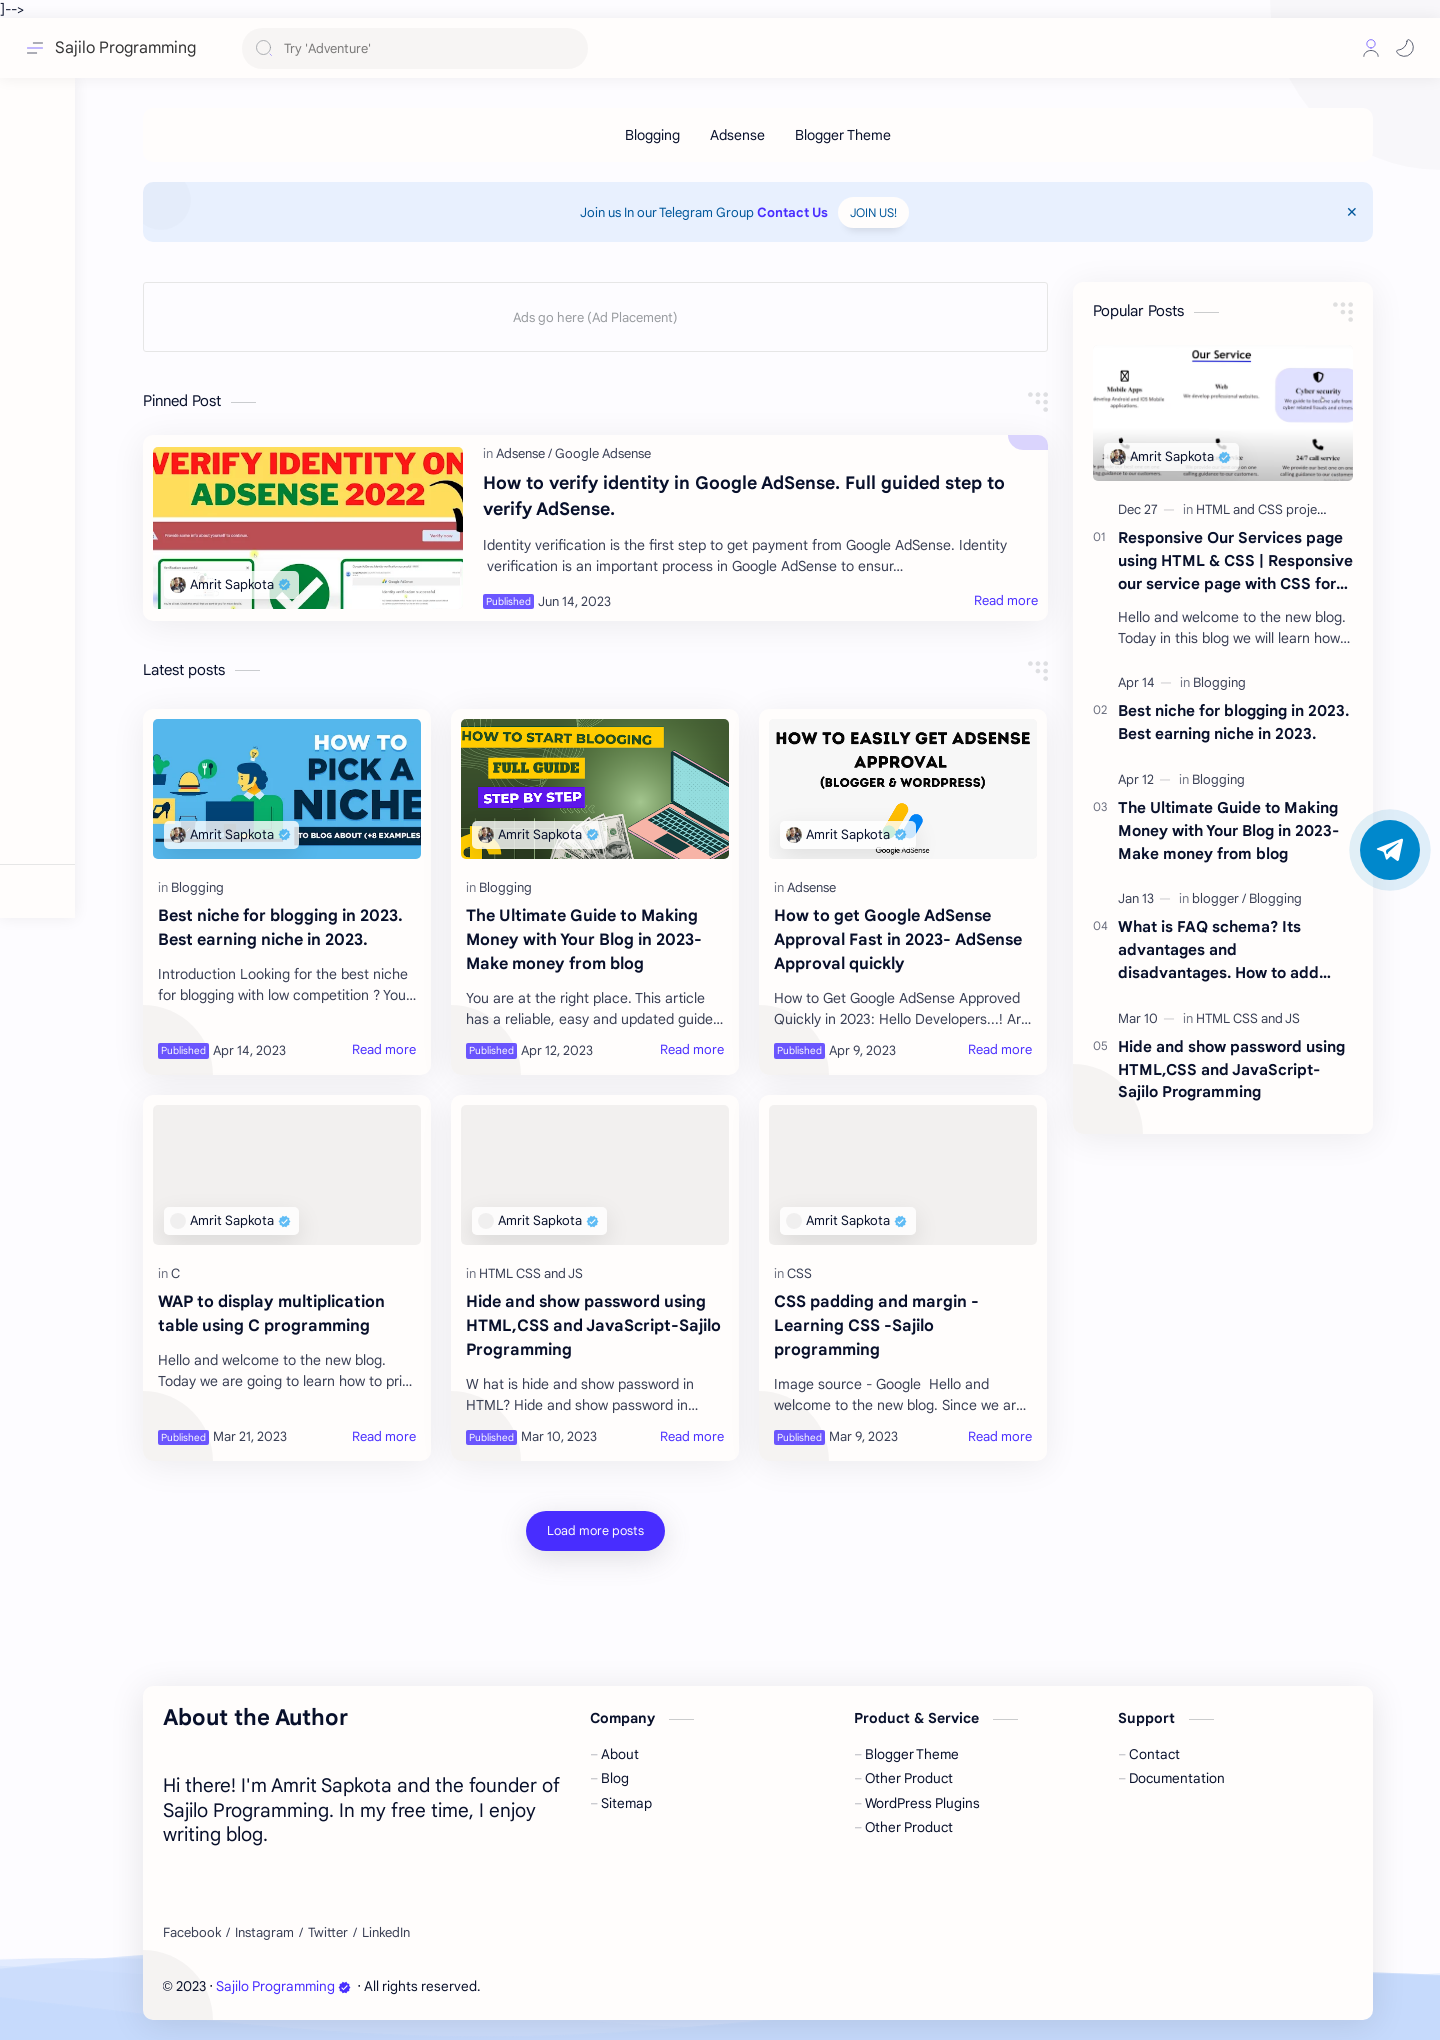 ]-->
Sajilo Programming
Try 'Adventure'
Blogging Adsense Blogger Theme
Join us In our Telegram Group Contact Us JOIN US! ✕
Ads go here (Ad Placement)
Pinned Post
VERIFY IDENTITY ON
ADSENSE 2022
Verify now
Amrit Sapkota
in Adsense / Google Adsense
How to verify identity in Google AdSense. Full guided step to
verify AdSense.
Identity verification is the first step to get payment from Google AdSense. Identity
verification is an important process in Google AdSense to ensur...
Published Jun 14, 2023 Read more
Latest posts
HOW TO
PICK A
NICHE
TO BLOG ABOUT (+8 EXAMPLES)
Amrit Sapkota
in Blogging
Best niche for blogging in 2023.
Best earning niche in 2023.
Introduction Looking for the best niche
for blogging with low competition ? You...
Published Apr 14, 2023 Read more
HOW TO START BLOOGING
FULL GUIDE
STEP BY STEP
Amrit Sapkota
in Blogging
The Ultimate Guide to Making
Money with Your Blog in 2023-
Make money from blog
You are at the right place. This article
has a reliable, easy and updated guide...
Published Apr 12, 2023 Read more
HOW TO EASILY GET ADSENSE
APPROVAL
(BLOGGER & WORDPRESS)
Google AdSense
Amrit Sapkota
in Adsense
How to get Google AdSense
Approval Fast in 2023- AdSense
Approval quickly
How to Get Google AdSense Approved
Quickly in 2023: Hello Developers...! Ar...
Published Apr 9, 2023 Read more
Amrit Sapkota
in C
WAP to display multiplication
table using C programming
Hello and welcome to the new blog.
Today we are going to learn how to pri...
Published Mar 21, 2023 Read more
Amrit Sapkota
in HTML CSS and JS
Hide and show password using
HTML,CSS and JavaScript-Sajilo
Programming
W hat is hide and show password in
HTML? Hide and show password in...
Published Mar 10, 2023 Read more
Amrit Sapkota
in CSS
CSS padding and margin -
Learning CSS -Sajilo
programming
Image source - Google  Hello and
welcome to the new blog. Since we ar...
Published Mar 9, 2023 Read more
Load more posts
Popular Posts
Our Service
Mobile Apps
develop Android and iOS Mobile
applications.
Web
We develop professional websites.
Cyber security
24/7 call service
Amrit Sapkota
Dec 27 in HTML and CSS proje...
01 Responsive Our Services page
using HTML & CSS | Responsive
our service page with CSS for...
Hello and welcome to the new blog.
Today in this blog we will learn how...
Apr 14 in Blogging
02 Best niche for blogging in 2023.
Best earning niche in 2023.
Apr 12 in Blogging
03 The Ultimate Guide to Making
Money with Your Blog in 2023-
Make money from blog
Jan 13 in blogger / Blogging
04 What is FAQ schema? Its
advantages and
disadvantages. How to add...
Mar 10 in HTML CSS and JS
05 Hide and show password using
HTML,CSS and JavaScript-
Sajilo Programming
About the Author
Hi there! I'm Amrit Sapkota and the founder of
Sajilo Programming. In my free time, I enjoy
writing blog.
Facebook / Instagram / Twitter / LinkedIn
Company
– About
– Blog
– Sitemap
Product & Service
– Blogger Theme
– Other Product
– WordPress Plugins
– Other Product
Support
– Contact
– Documentation
© 2023 · Sajilo Programming · All rights reserved.